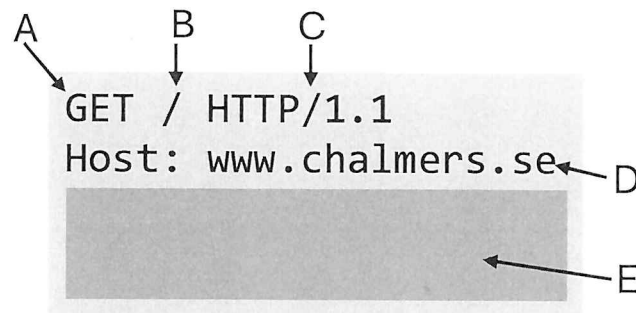 A B C
GET / HTTP/1.1
Host: www.chalmers.se
D
E